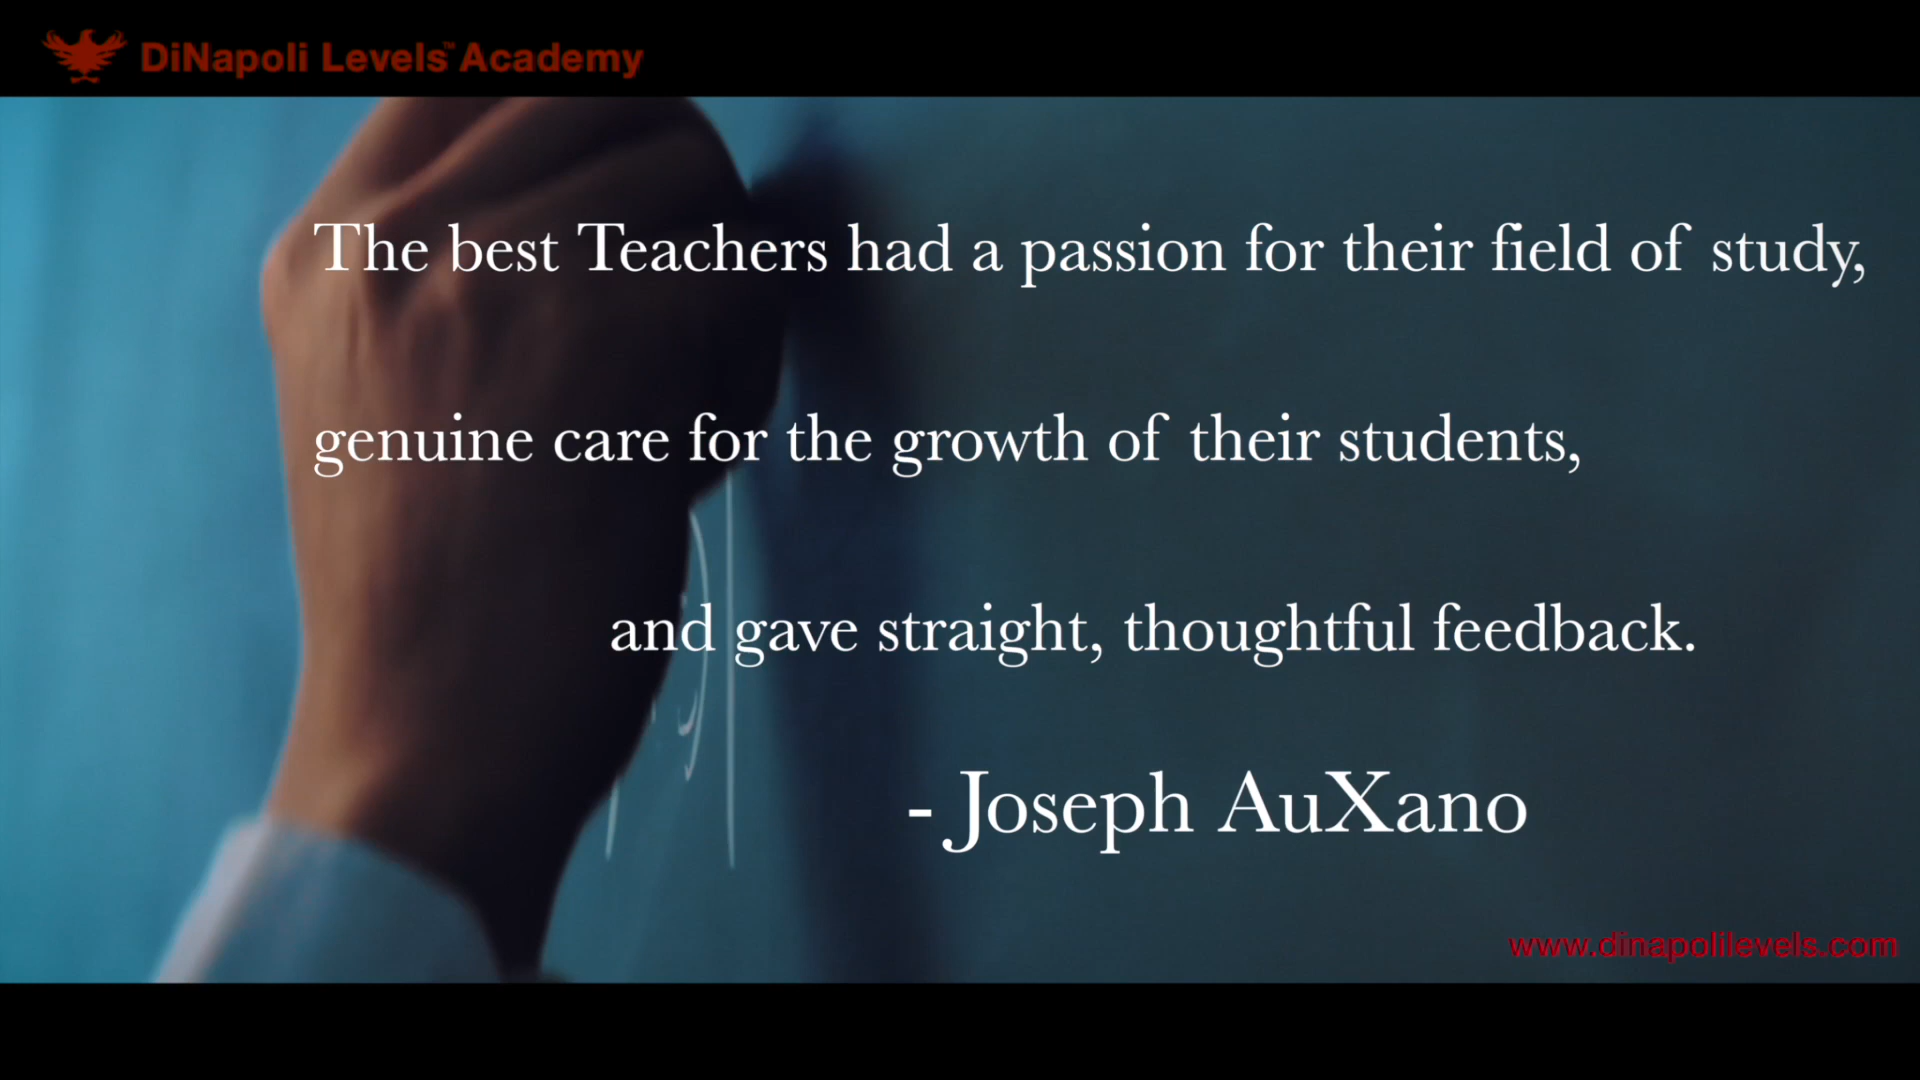 DiNapoli Levels™ Academy
The best Teachers had a passion for their field of study,
genuine care for the growth of their students,
and gave straight, thoughtful feedback.
- Joseph AuXano
www.dinapolilevels.com